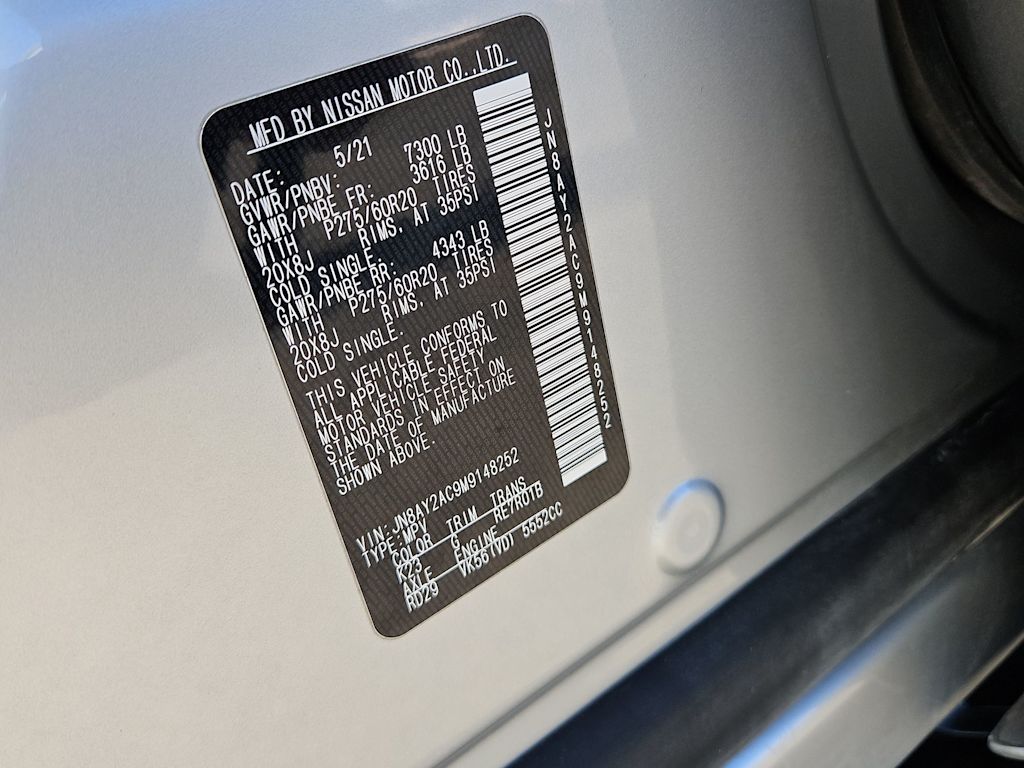 MFD BY NISSAN MOTOR CO.,LTD.
DATE: 5/21
GVWR/PNBV: 7300 LB
GAWR/PNBE FR: 3616 LB
WITH P275/60R20 TIRES
20X8J RIMS, AT 35PSI
COLD SINGLE.
GAWR/PNBE RR: 4343 LB
WITH P275/60R20 TIRES
20X8J RIMS, AT 35PSI
COLD SINGLE.
THIS VEHICLE CONFORMS TO
ALL APPLICABLE FEDERAL
MOTOR VEHICLE SAFETY
STANDARDS IN EFFECT ON
THE DATE OF MANUFACTURE
SHOWN ABOVE.
VIN: JN8AY2AC9M9148252
TYPE: MPV
COLOR TRIM TRANS
K23 G RE7R01B
AXLE ENGINE
RD29 VK56(VD) 5552CC
JN8AY2AC9M9148252